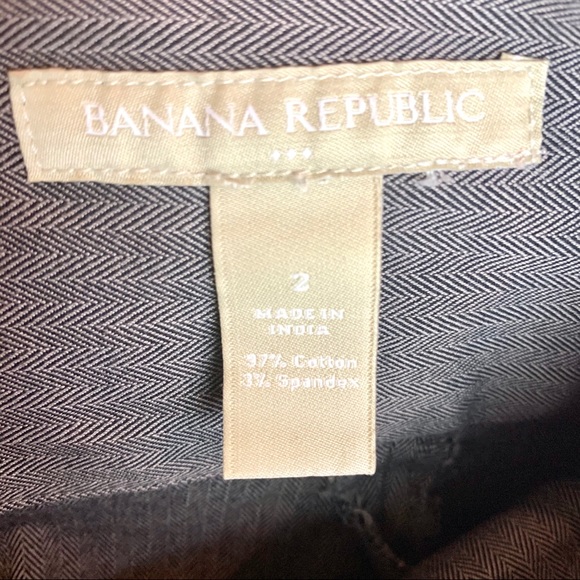 BANANA REPUBLIC
2
MADE IN
INDIA
97% Cotton
3% Spandex